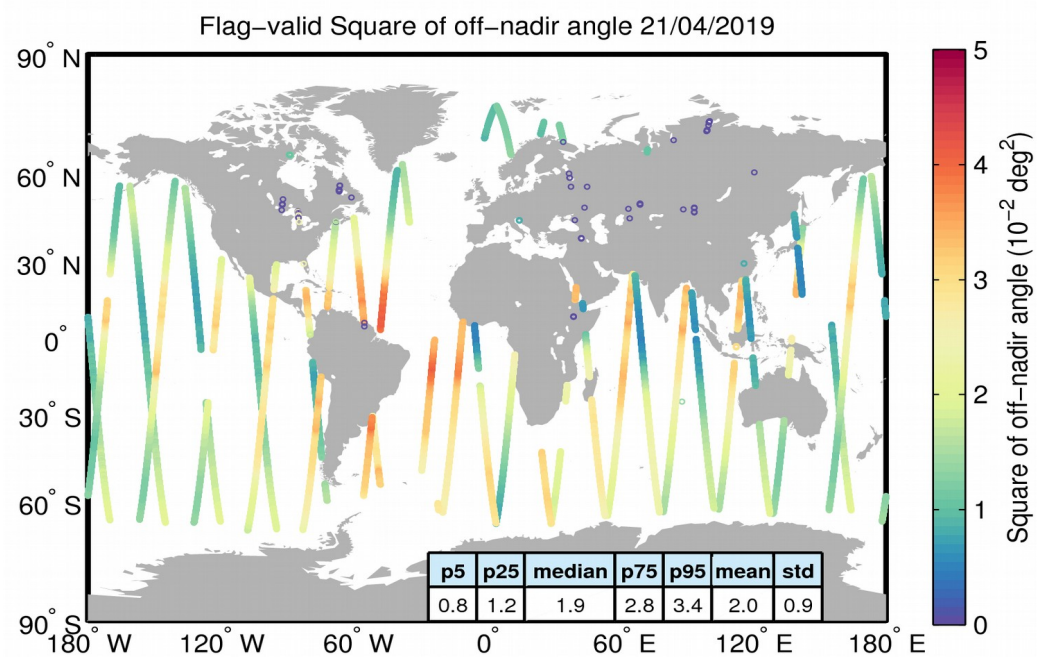 Flag−valid Square of off−nadir angle 21/04/2019
90° N
60° N
30° N
0°
30° S
60° S
90° S
180° W
120° W
60° W
0°
60° E
120° E
180° E
p5 p25 median p75 p95 mean std
0.8 1.2 1.9 2.8 3.4 2.0 0.9
5
4
3
2
1
0
Square of off−nadir angle (10⁻² deg²)